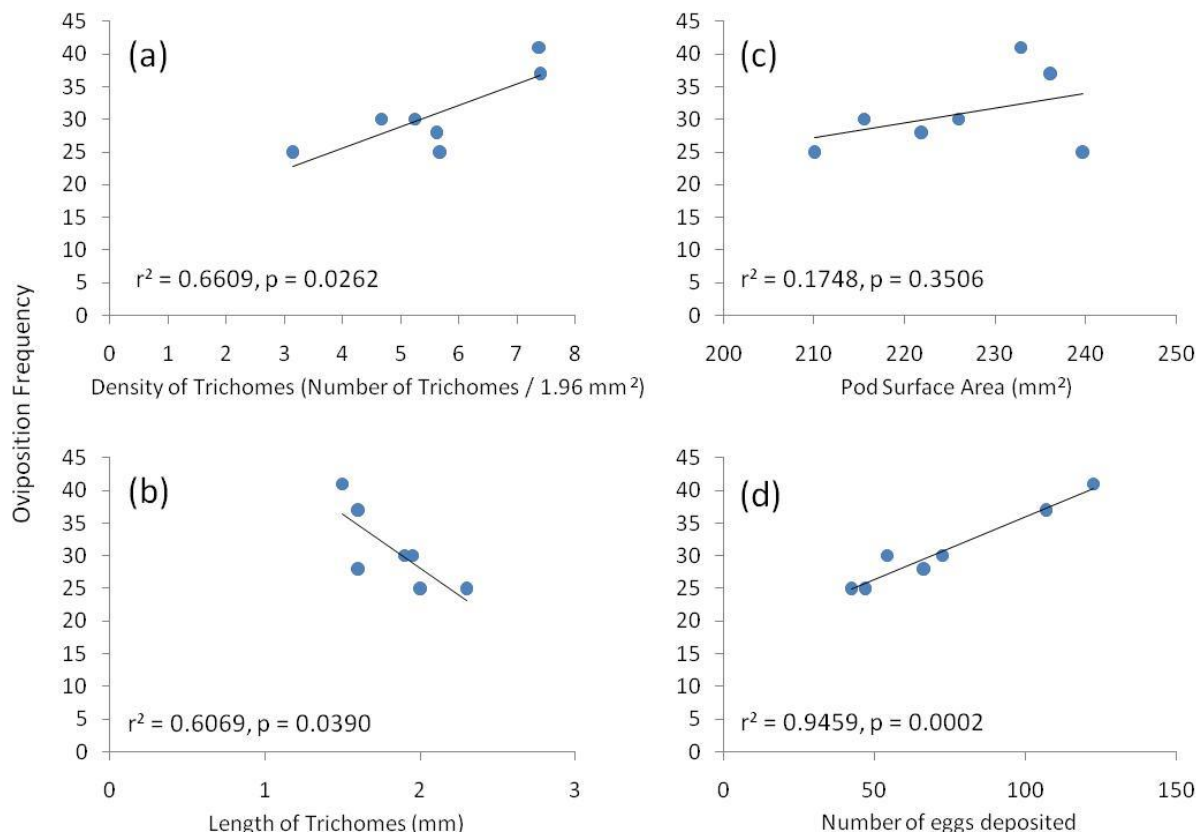 Oviposition Frequency
45
40
35
30
25
20
15
10
5
0
(a)
r² = 0.6609, p = 0.0262
0 1 2 3 4 5 6 7 8
Density of Trichomes (Number of Trichomes / 1.96 mm²)
45
40
35
30
25
20
15
10
5
0
(c)
r² = 0.1748, p = 0.3506
200 210 220 230 240 250
Pod Surface Area (mm²)
45
40
35
30
25
20
15
10
5
0
(b)
r² = 0.6069, p = 0.0390
0 1 2 3
Length of Trichomes (mm)
45
40
35
30
25
20
15
10
5
0
(d)
r² = 0.9459, p = 0.0002
0 50 100 150
Number of eggs deposited